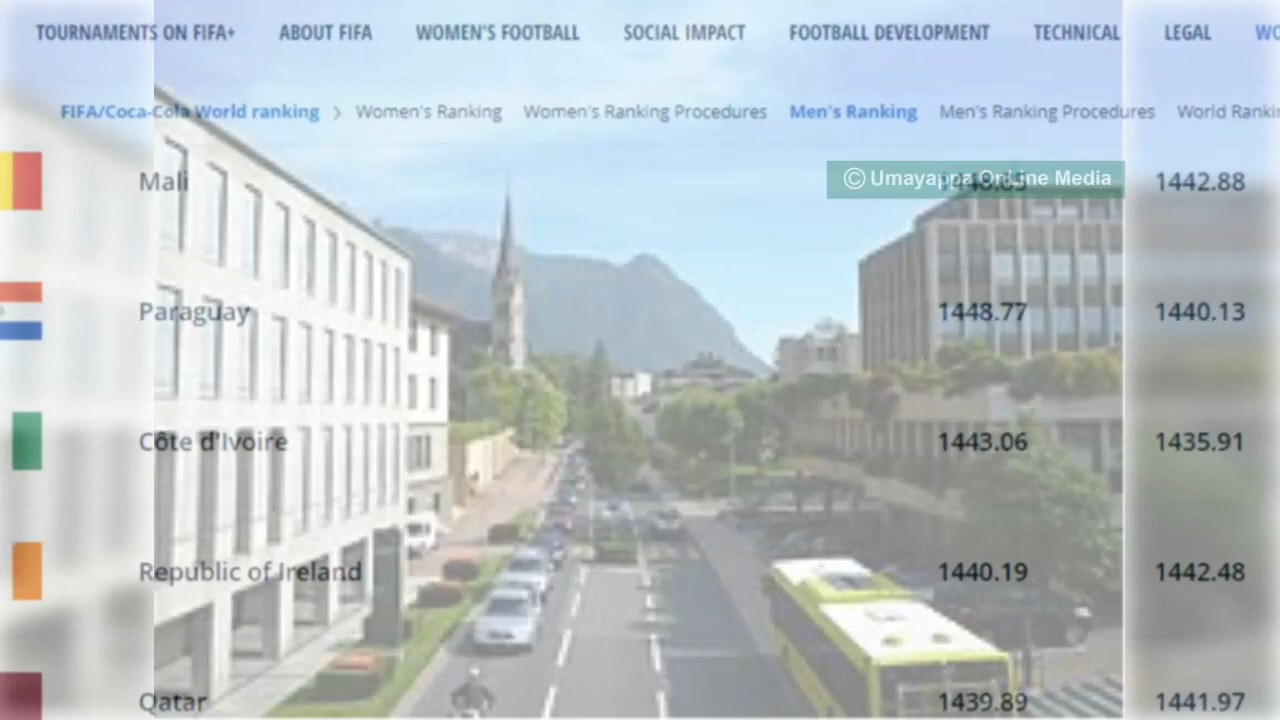 TOURNAMENTS ON FIFA+ ABOUT FIFA WOMEN'S FOOTBALL SOCIAL IMPACT FOOTBALL DEVELOPMENT TECHNICAL LEGAL
FIFA/Coca-Cola World ranking > Women's Ranking Women's Ranking Procedures Men's Ranking Men's Ranking Procedures World
© Umayappa OnLine Media
Mali 1442.88
Paraguay 1448.77 1440.13
Côte d'Ivoire 1443.06 1435.91
Republic of Ireland 1440.19 1442.48
Qatar 1439.89 1441.97